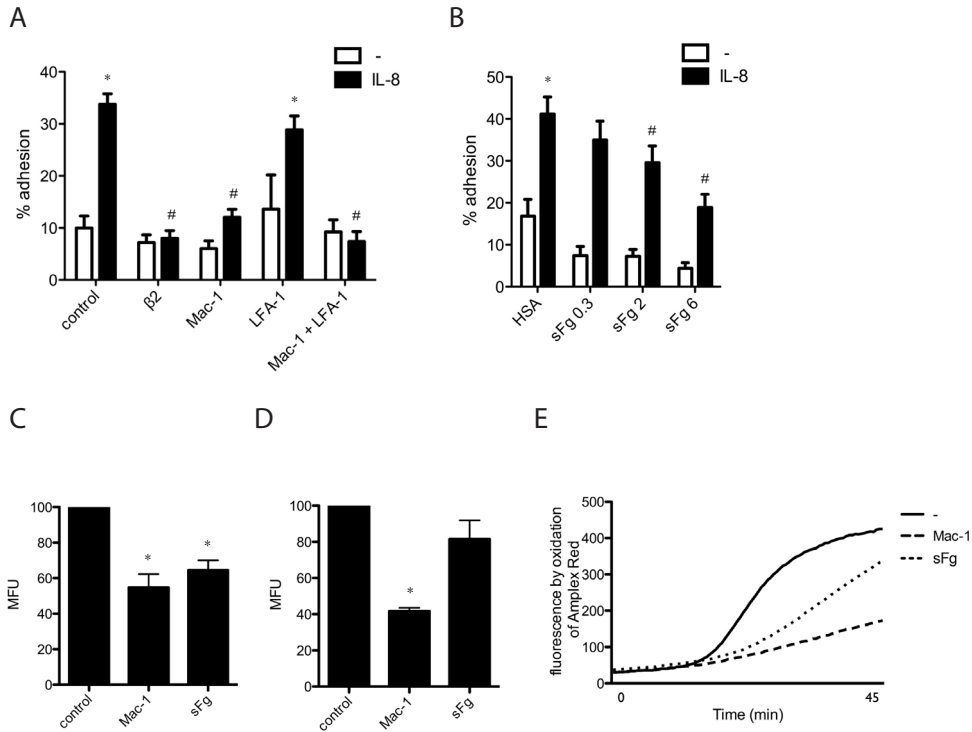 A
-
IL-8
% adhesion
40
30
20
10
0
*
#
#
*
#
control
β2
Mac-1
LFA-1
Mac-1 + LFA-1
B
-
IL-8
% adhesion
50
40
30
20
10
0
*
#
#
HSA
sFg 0.3
sFg 2
sFg 6
C
MFU
100
80
60
40
20
0
*
*
control
Mac-1
sFg
D
MFU
100
80
60
40
20
0
*
control
Mac-1
sFg
E
fluorescence by oxidation
of Amplex Red
500
400
300
200
100
0
0
45
Time (min)
-
Mac-1
sFg